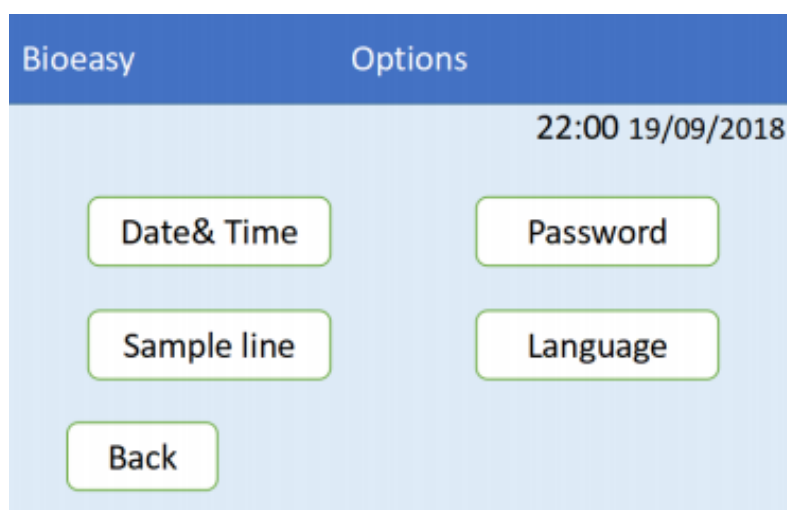 Bioeasy Options
22:00 19/09/2018
Date& Time Password
Sample line Language
Back